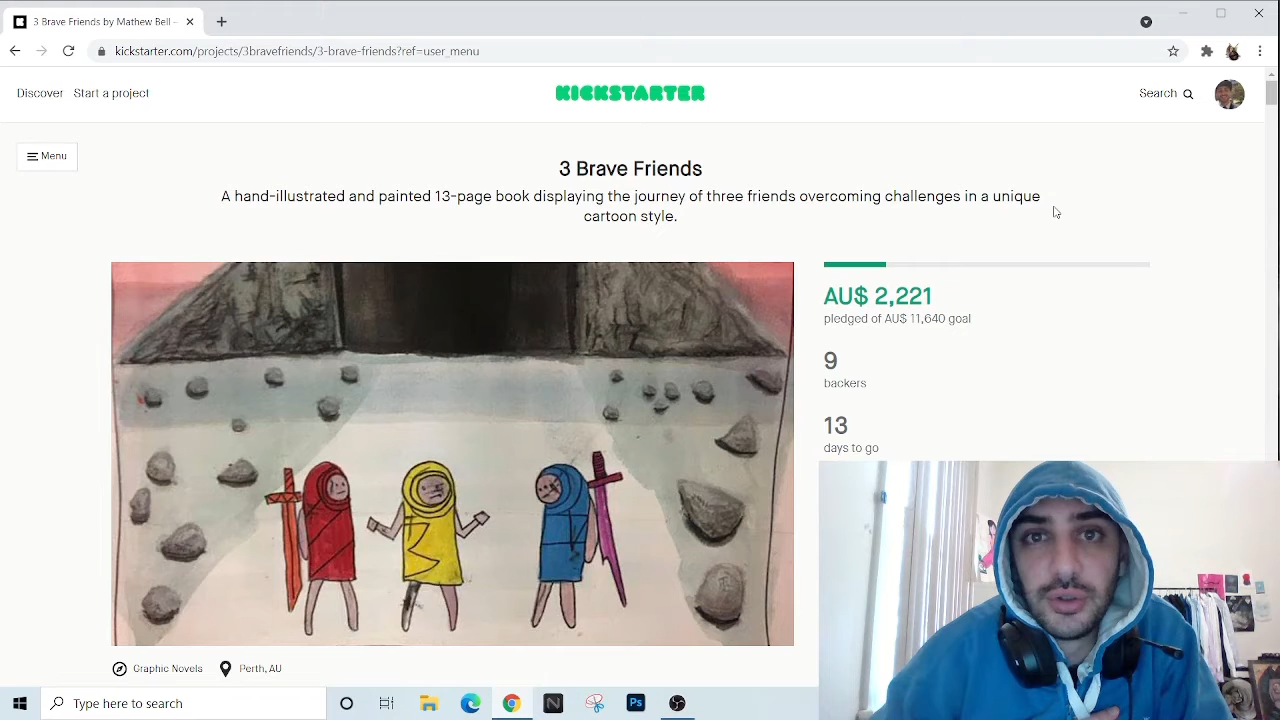 3 Brave Friends by Mathew Bell –
kickstarter.com/projects/3bravefriends/3-brave-friends?ref=user_menu
Discover Start a project
KICKSTARTER
Search
Menu
3 Brave Friends
A hand-illustrated and painted 13-page book displaying the journey of three friends overcoming challenges in a unique
cartoon style.
AU$ 2,221
pledged of AU$ 11,640 goal
9
backers
13
days to go
Graphic Novels
Perth, AU
Type here to search
Ps